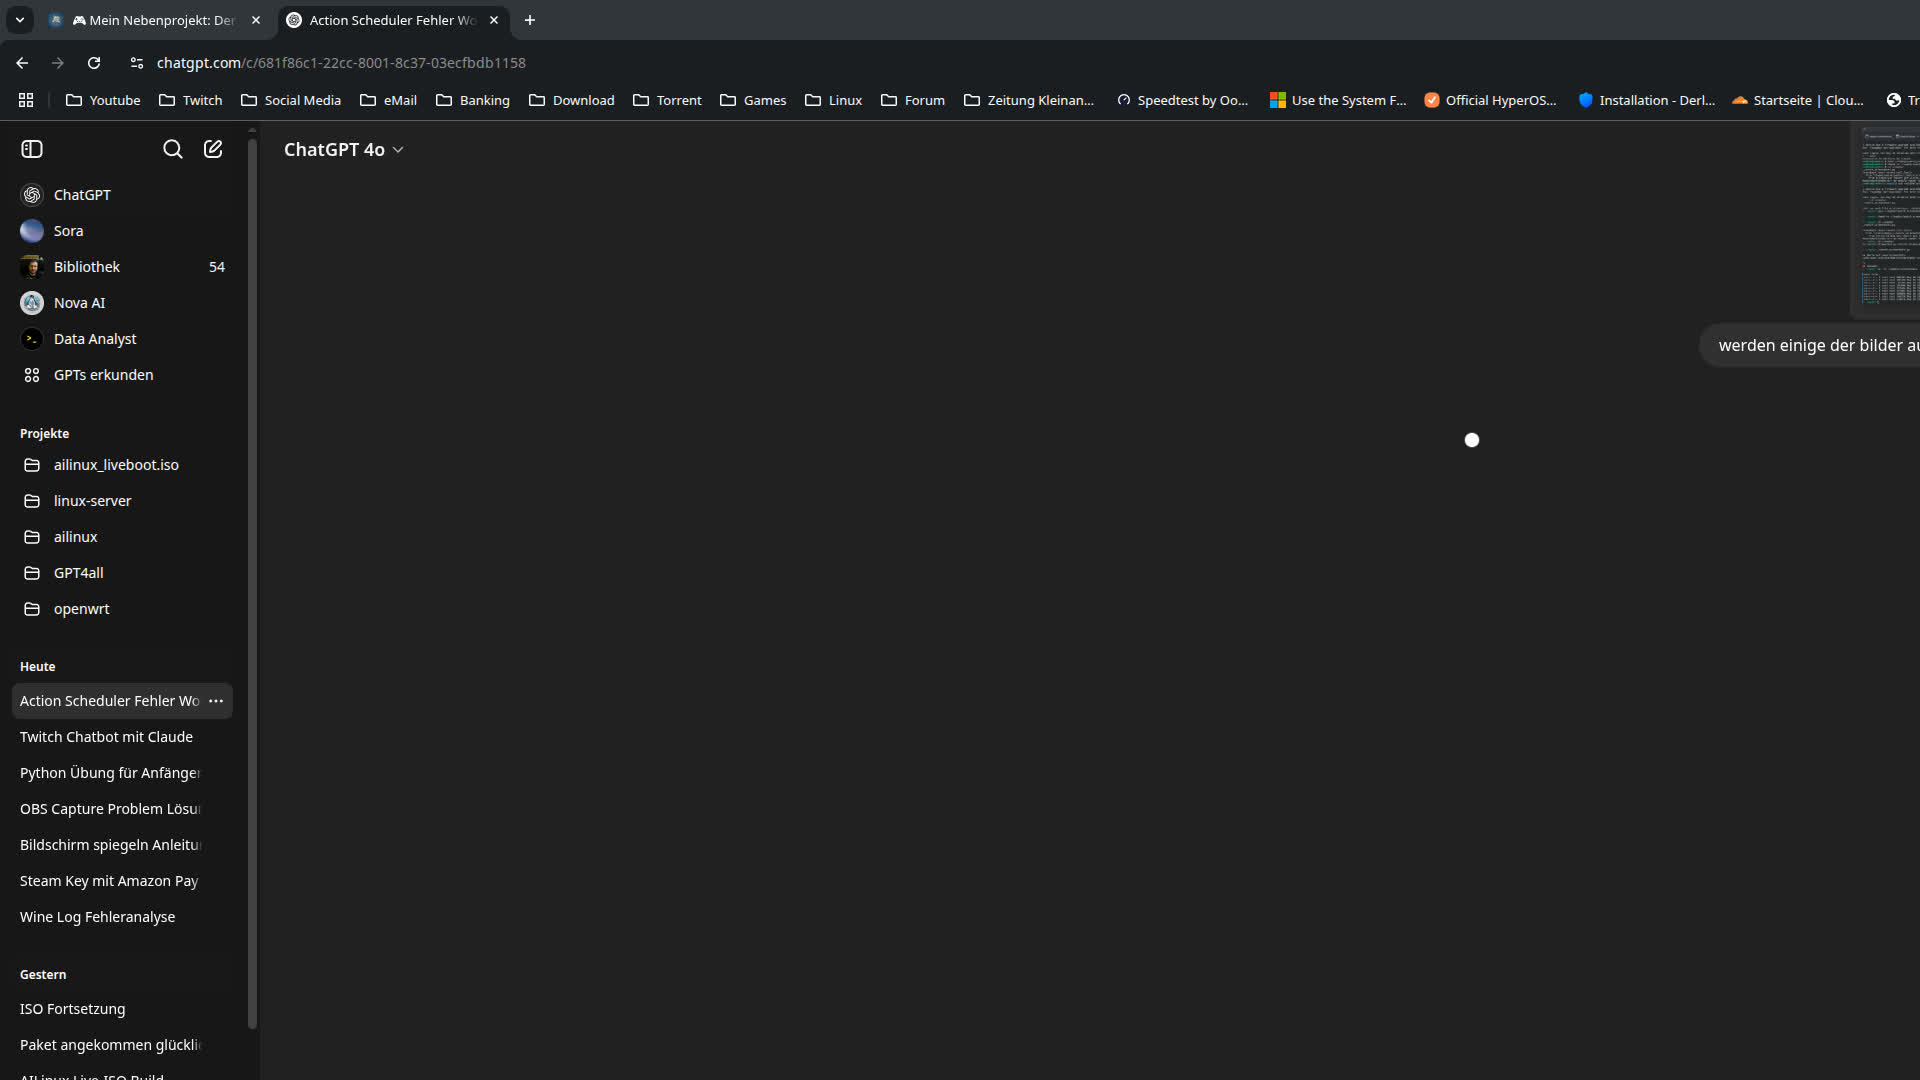 🎮 Mein Nebenprojekt: Der
Action Scheduler Fehler Wo
chatgpt.com/c/681f86c1-22cc-8001-8c37-03ecfbdb1158
Youtube
Twitch
Social Media
eMail
Banking
Download
Torrent
Games
Linux
Forum
Zeitung Kleinan...
Speedtest by Oo...
Use the System F...
Official HyperOS...
Installation - Derl...
Startseite | Clou...
Tr
ChatGPT 4o
ChatGPT
Sora
Bibliothek 54
Nova AI
Data Analyst
GPTs erkunden
Projekte
ailinux_liveboot.iso
linux-server
ailinux
GPT4all
openwrt
Heute
Action Scheduler Fehler Wo
Twitch Chatbot mit Claude
Python Übung für Anfänger
OBS Capture Problem Lösu
Bildschirm spiegeln Anleitu
Steam Key mit Amazon Pay
Wine Log Fehleranalyse
Gestern
ISO Fortsetzung
Paket angekommen glückli
AILinux Live-ISO Build
werden einige der bilder au